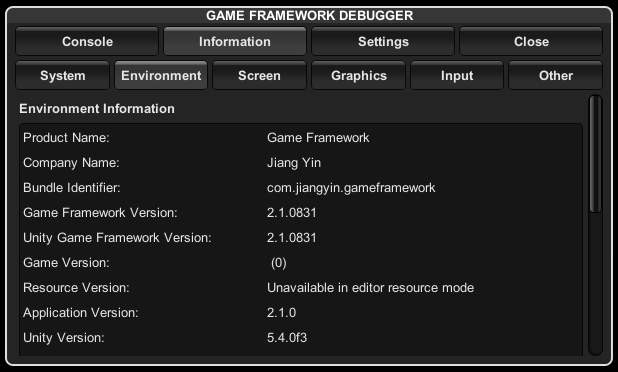 GAME FRAMEWORK DEBUGGER
Console Information Settings Close
System Environment Screen Graphics Input Other
Environment Information
Product Name: Game Framework
Company Name: Jiang Yin
Bundle Identifier: com.jiangyin.gameframework
Game Framework Version: 2.1.0831
Unity Game Framework Version: 2.1.0831
Game Version: (0)
Resource Version: Unavailable in editor resource mode
Application Version: 2.1.0
Unity Version: 5.4.0f3